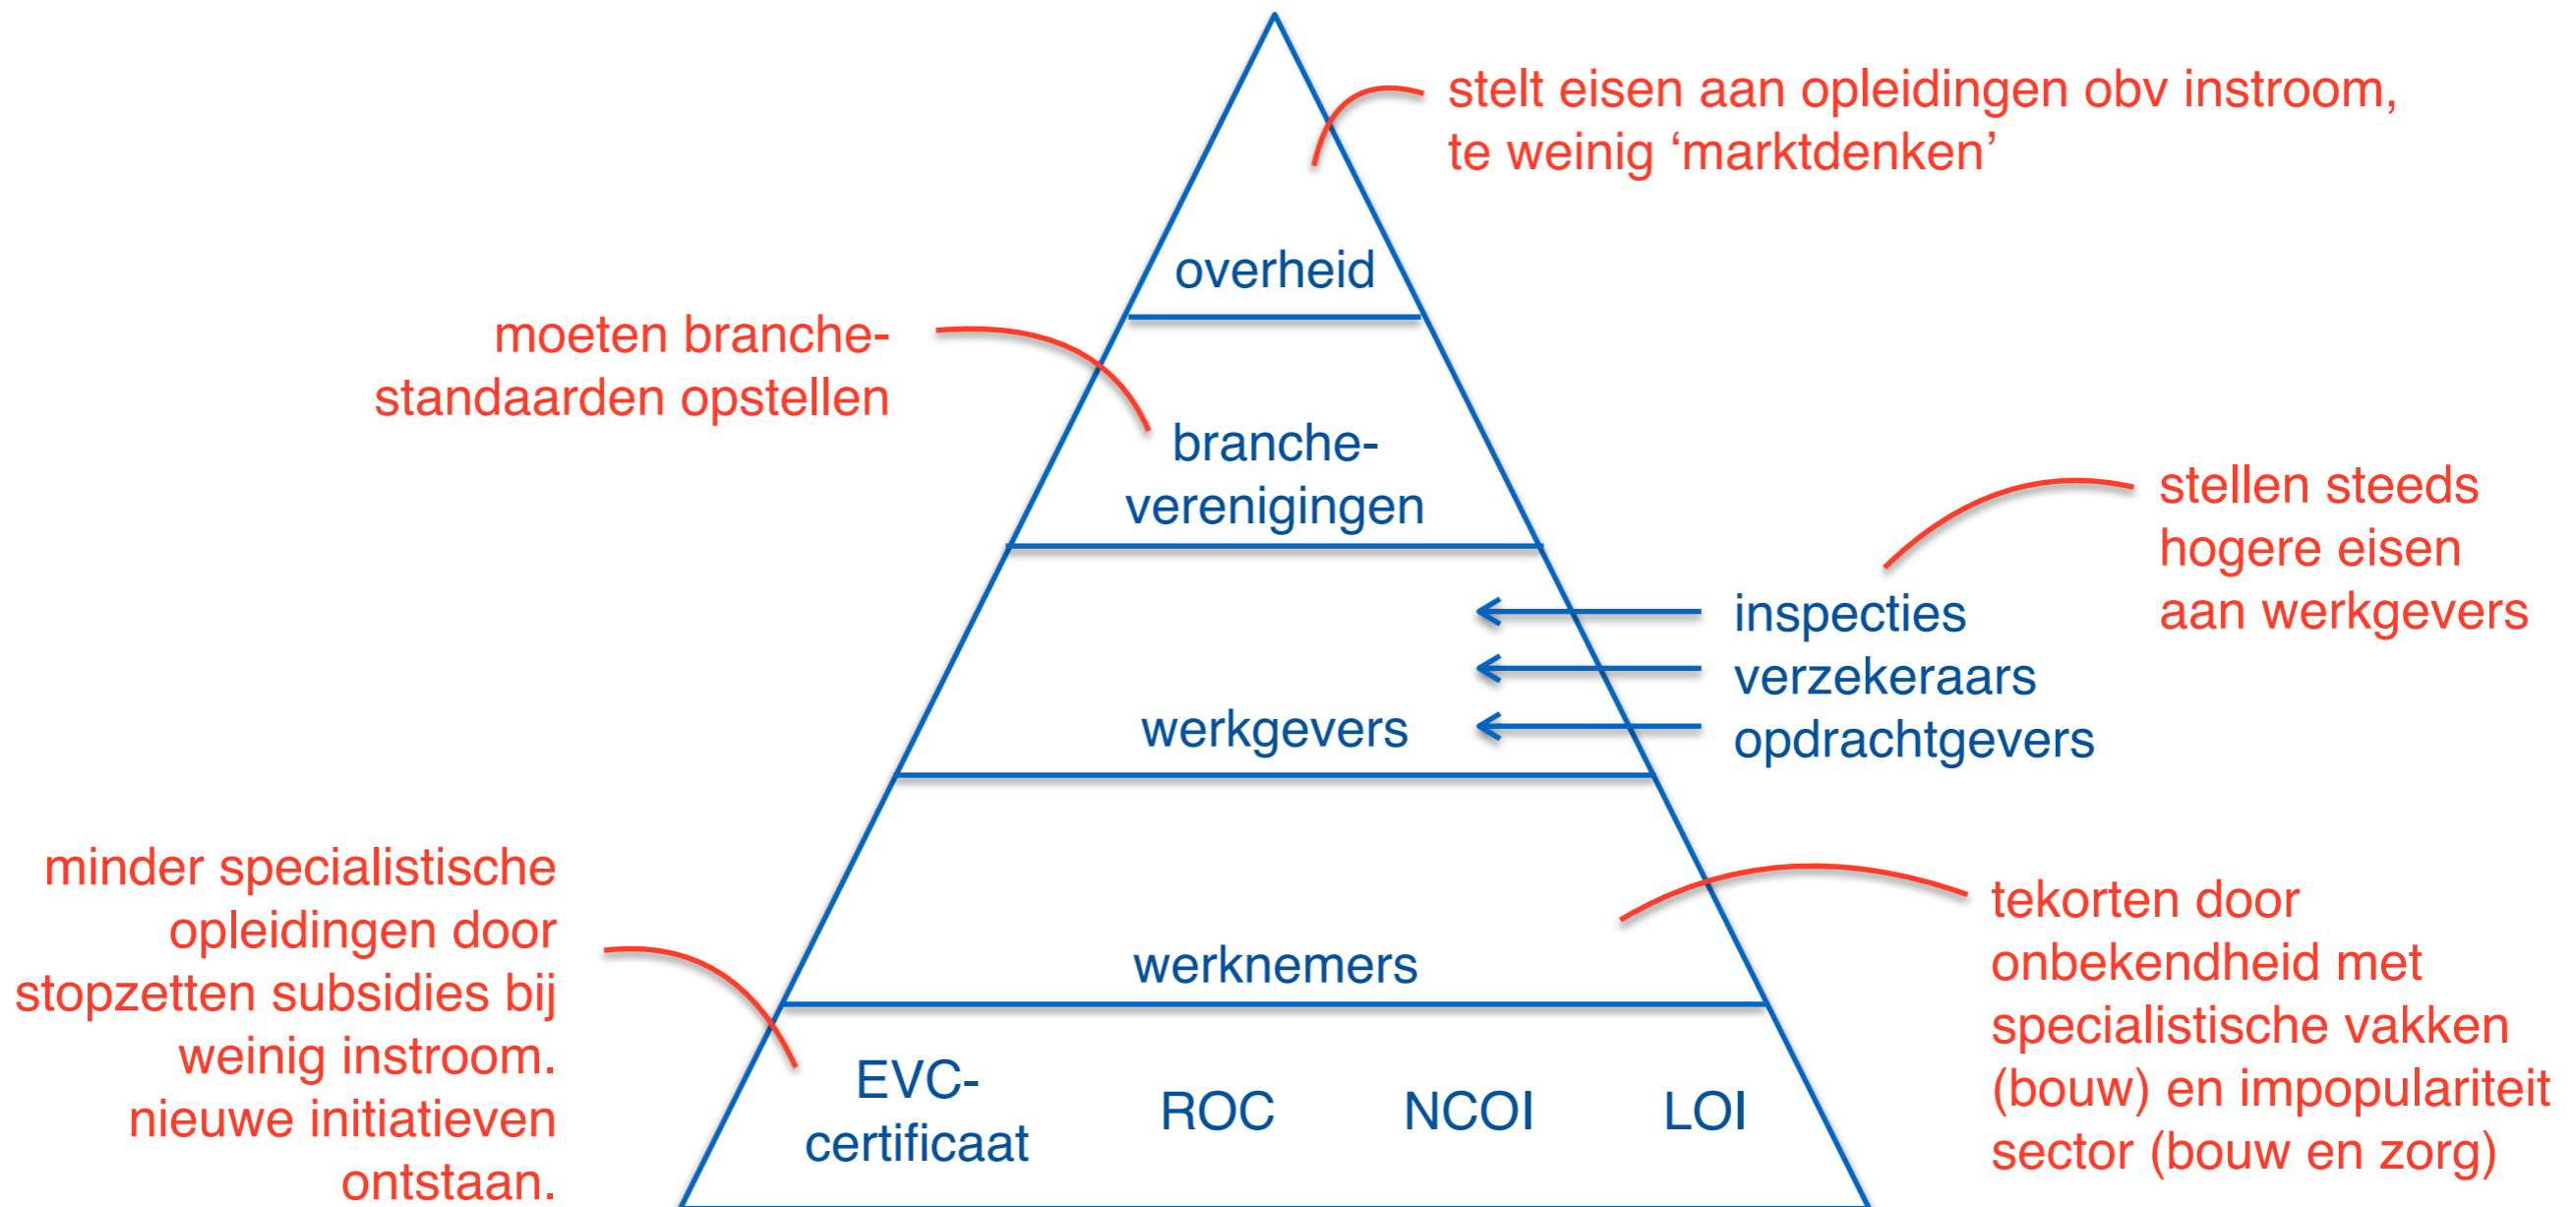 stelt eisen aan opleidingen obv instroom,
te weinig ‘marktdenken’
overheid
moeten branche-
standaarden opstellen
branche-
verenigingen
stellen steeds
hogere eisen
aan werkgevers
inspecties
verzekeraars
opdrachtgevers
werkgevers
minder specialistische
opleidingen door
stopzetten subsidies bij
weinig instroom.
nieuwe initiatieven
ontstaan.
werknemers
tekorten door
onbekendheid met
specialistische vakken
(bouw) en impopulariteit
sector (bouw en zorg)
EVC-
certificaat
ROC
NCOI
LOI